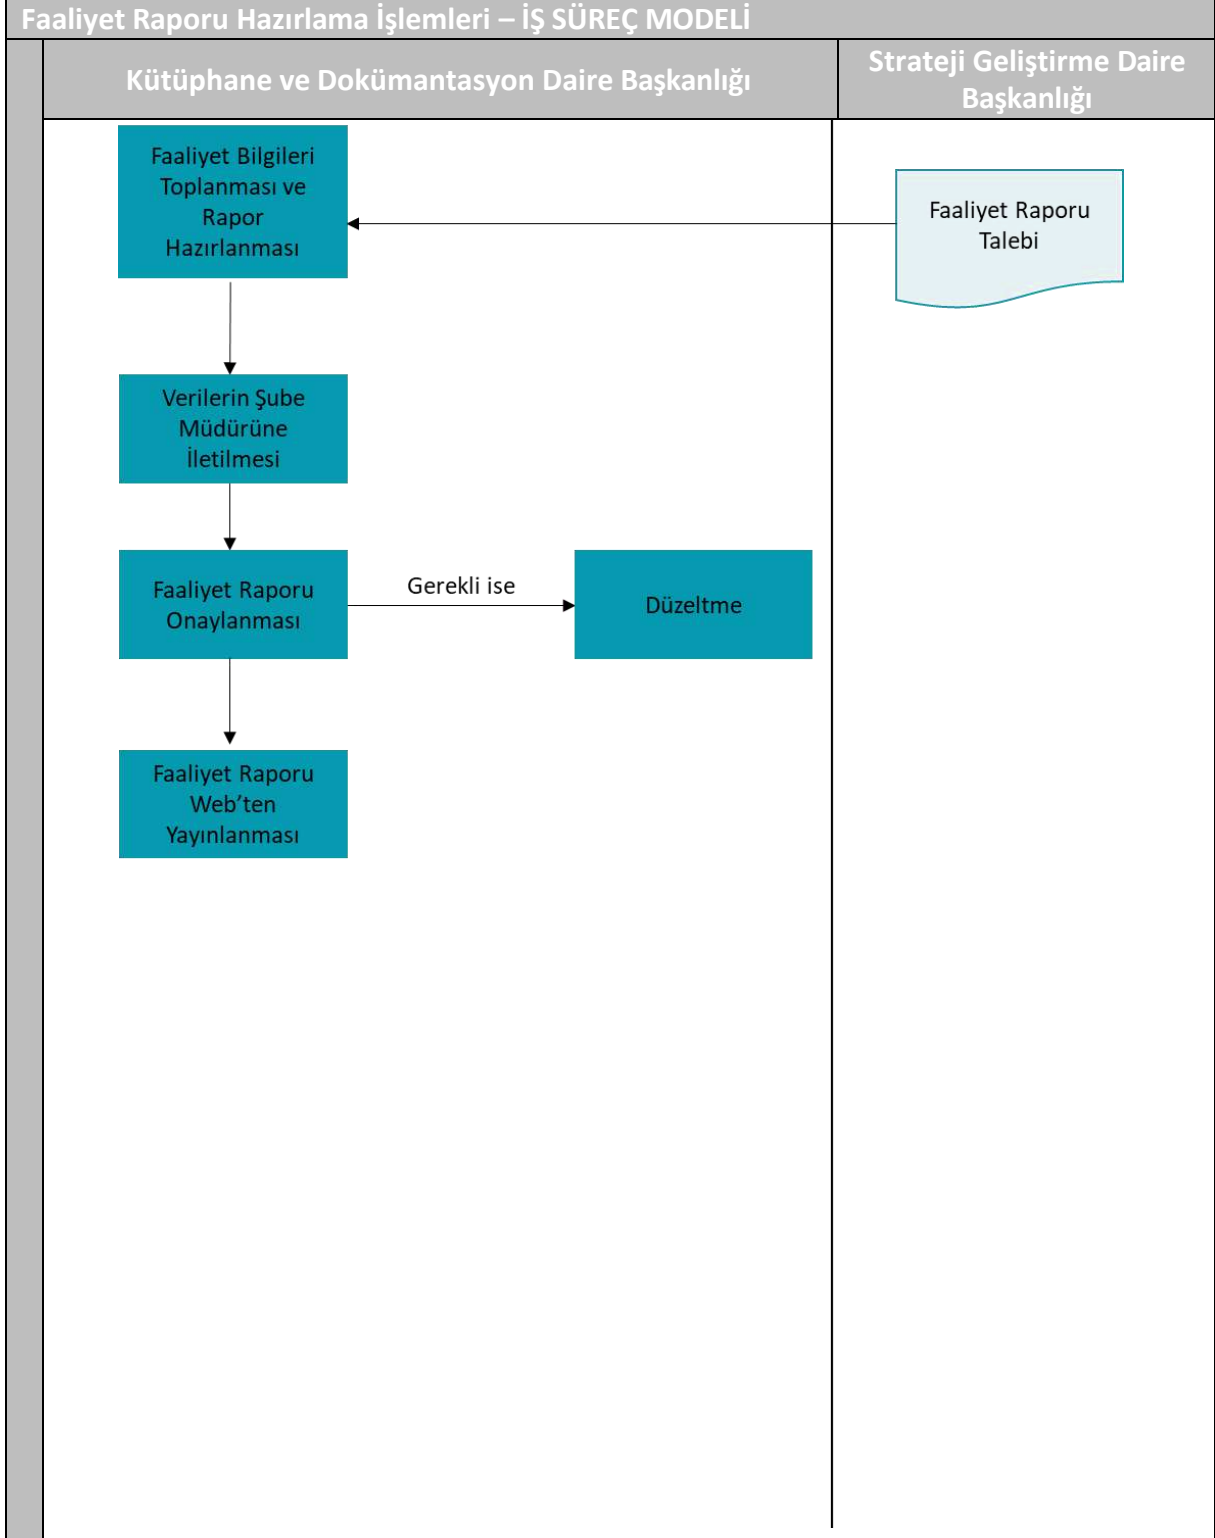 Faaliyet Raporu Hazırlama İşlemleri – İŞ SÜREÇ MODELİ
Kütüphane ve Dokümantasyon Daire Başkanlığı
Strateji Geliştirme Daire
Başkanlığı
Faaliyet Bilgileri
Toplanması ve
Rapor
Hazırlanması
Faaliyet Raporu
Talebi
Verilerin Şube
Müdürüne
İletilmesi
Faaliyet Raporu
Onaylanması
Gerekli ise
Düzeltme
Faaliyet Raporu
Web’ten
Yayınlanması